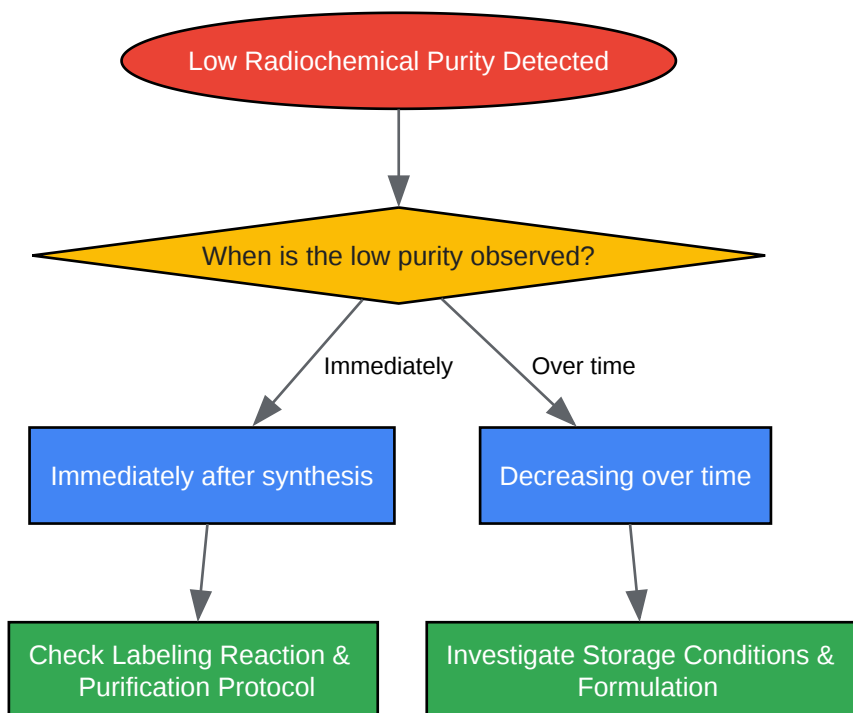 Low Radiochemical Purity Detected
When is the low purity observed?
Immediately
Over time
Immediately after synthesis
Decreasing over time
Check Labeling Reaction &
Purification Protocol
Investigate Storage Conditions &
Formulation